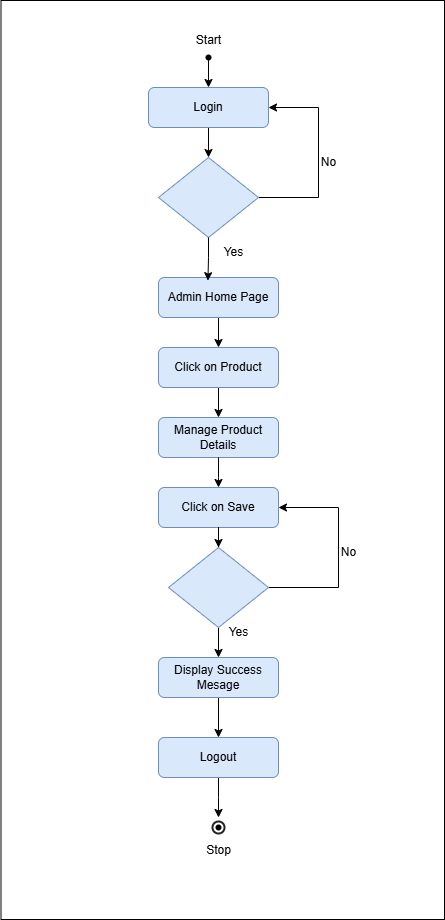 Start
Login
No
Yes
Admin Home Page
Click on Product
Manage Product
Details
Click on Save
No
Yes
Display Success
Mesage
Logout
Stop